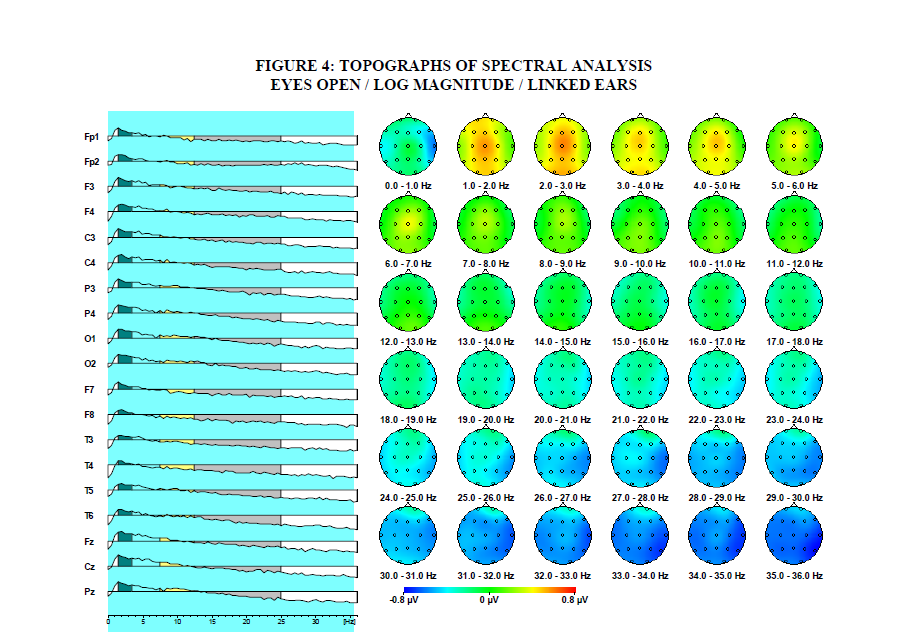 FIGURE 4: TOPOGRAPHS OF SPECTRAL ANALYSIS
EYES OPEN / LOG MAGNITUDE / LINKED EARS
Fp1
Fp2
F3
F4
C3
C4
P3
P4
O1
O2
F7
F8
T3
T4
T5
T6
Fz
Cz
Pz
0 5 10 15 20 25 30 [Hz]
0.0 - 1.0 Hz 1.0 - 2.0 Hz 2.0 - 3.0 Hz 3.0 - 4.0 Hz 4.0 - 5.0 Hz 5.0 - 6.0 Hz
6.0 - 7.0 Hz 7.0 - 8.0 Hz 8.0 - 9.0 Hz 9.0 - 10.0 Hz 10.0 - 11.0 Hz 11.0 - 12.0 Hz
12.0 - 13.0 Hz 13.0 - 14.0 Hz 14.0 - 15.0 Hz 15.0 - 16.0 Hz 16.0 - 17.0 Hz 17.0 - 18.0 Hz
18.0 - 19.0 Hz 19.0 - 20.0 Hz 20.0 - 21.0 Hz 21.0 - 22.0 Hz 22.0 - 23.0 Hz 23.0 - 24.0 Hz
24.0 - 25.0 Hz 25.0 - 26.0 Hz 26.0 - 27.0 Hz 27.0 - 28.0 Hz 28.0 - 29.0 Hz 29.0 - 30.0 Hz
30.0 - 31.0 Hz 31.0 - 32.0 Hz 32.0 - 33.0 Hz 33.0 - 34.0 Hz 34.0 - 35.0 Hz 35.0 - 36.0 Hz
-0.8 µV 0 µV 0.8 µV